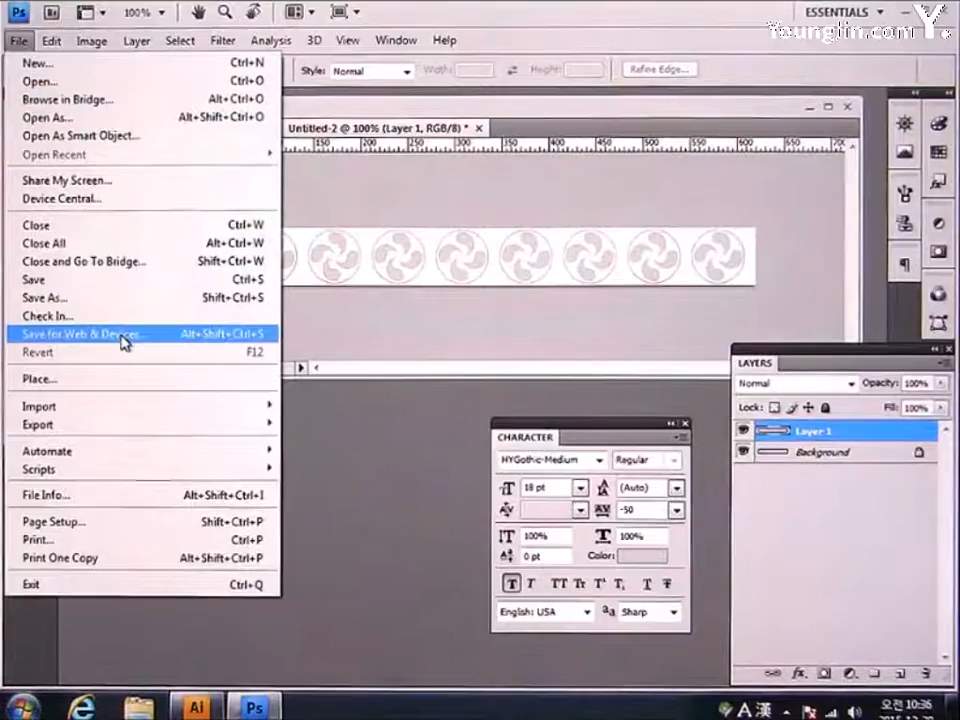 Ps Br 100% ESSENTIALS
Younglin.com Y.
File Edit Image Layer Select Filter Analysis 3D View Window Help
Style: Normal Width: Height: Refine Edge...
New... Ctrl+N
Open... Ctrl+O
Browse in Bridge... Alt+Ctrl+O
Open As... Alt+Shift+Ctrl+O
Open As Smart Object...
Open Recent
Share My Screen...
Device Central...
Close Ctrl+W
Close All Alt+Ctrl+W
Close and Go To Bridge... Shift+Ctrl+W
Save Ctrl+S
Save As... Shift+Ctrl+S
Check In...
Save for Web & Devices... Alt+Shift+Ctrl+S
Revert F12
Place...
Import
Export
Automate
Scripts
File Info... Alt+Shift+Ctrl+I
Page Setup... Shift+Ctrl+P
Print... Ctrl+P
Print One Copy Alt+Shift+Ctrl+P
Exit Ctrl+Q
Untitled-2 @ 100% (Layer 1, RGB/8) *
150 200 250 300 350 400 450 500 550 600 650 700
LAYERS
Normal Opacity: 100%
Lock: Fill: 100%
Layer 1
Background
CHARACTER
HYGothic-Medium Regular
18 pt (Auto)
-50
100% 100%
0 pt Color:
T T TT Tr T¹ T, T T
English: USA aa Sharp
Ai Ps
A 漢 오전 10:36